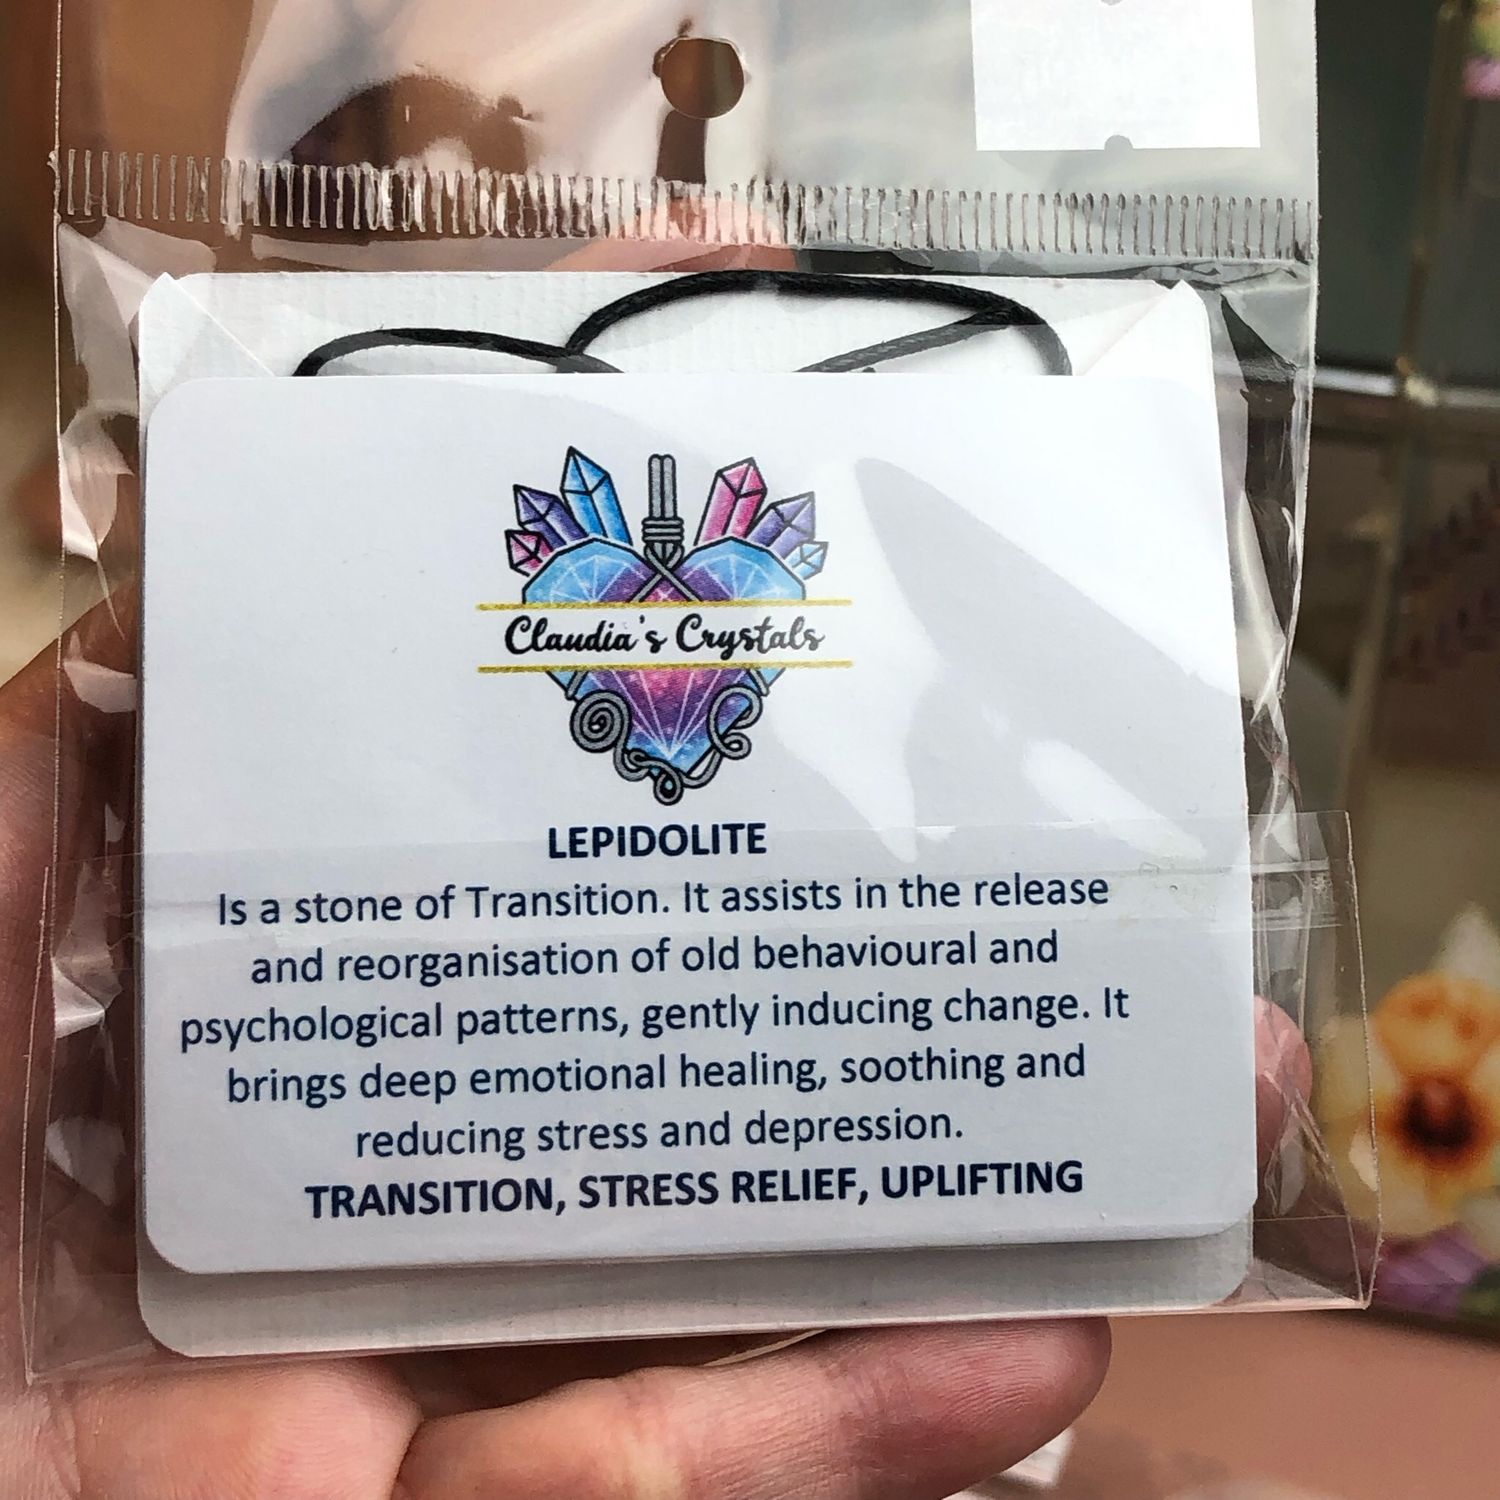 Claudia's Crystals
LEPIDOLITE
Is a stone of Transition. It assists in the release
and reorganisation of old behavioural and
psychological patterns, gently inducing change. It
brings deep emotional healing, soothing and
reducing stress and depression.
TRANSITION, STRESS RELIEF, UPLIFTING